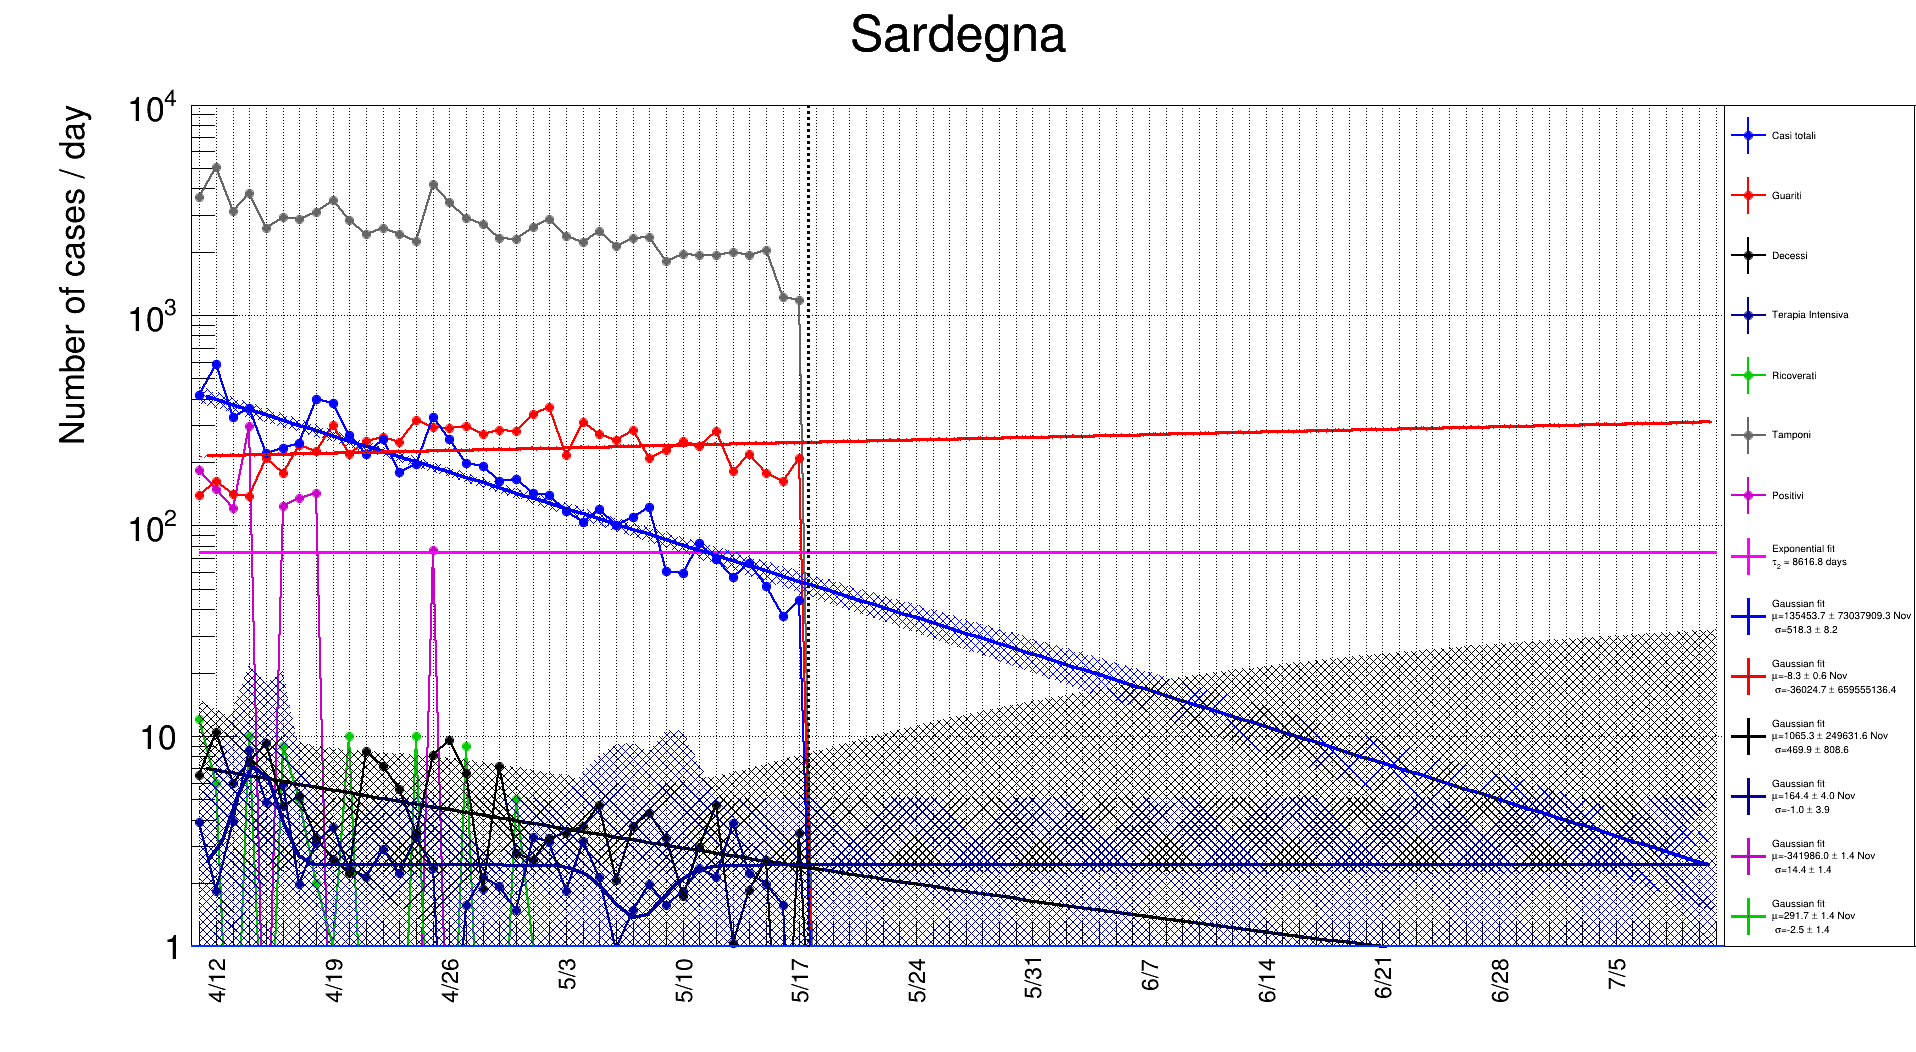 Sardegna
Number of cases / day
10⁴
10³
10²
10
1
4/12
4/19
4/26
5/3
5/10
5/17
5/24
5/31
6/7
6/14
6/21
6/28
7/5
Casi totali
Guariti
Decessi
Terapia Intensiva
Ricoverati
Tamponi
Positivi
Exponential fit
τ₂ = 8616.8 days
Gaussian fit
μ=135453.7 ± 73037909.3 Nov
σ=518.3 ± 8.2
Gaussian fit
μ=-8.3 ± 0.6 Nov
σ=-36024.7 ± 659555136.4
Gaussian fit
μ=1065.3 ± 249631.6 Nov
σ=469.9 ± 808.6
Gaussian fit
μ=164.4 ± 4.0 Nov
σ=-1.0 ± 3.9
Gaussian fit
μ=-341986.0 ± 1.4 Nov
σ=14.4 ± 1.4
Gaussian fit
μ=291.7 ± 1.4 Nov
σ=-2.5 ± 1.4